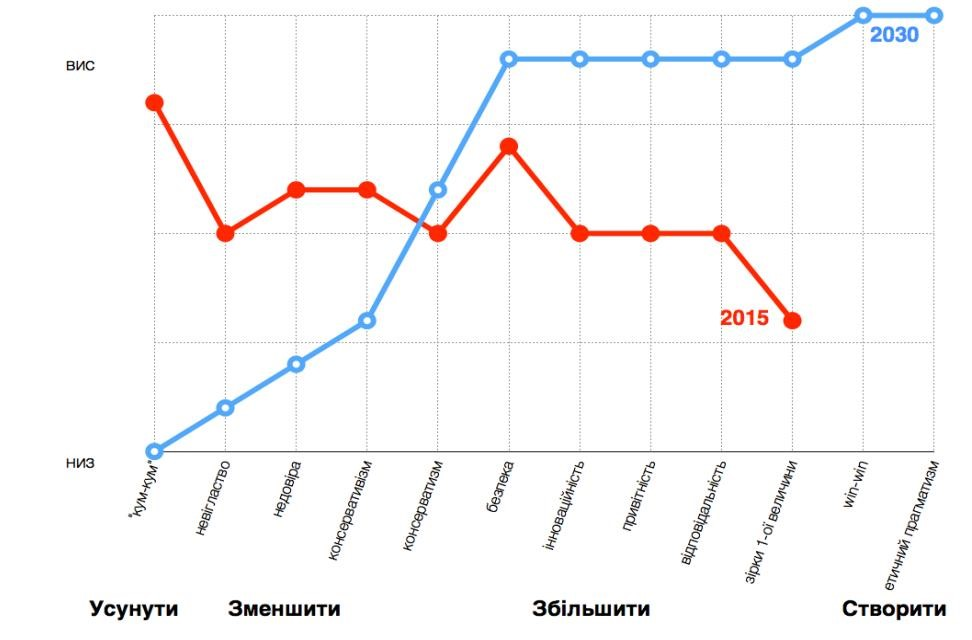 2030
вис
2015
низ
"кум-кум"
невігластво
недовіра
консервативізм
консерватизм
безпека
інноваційність
привітність
відповідальність
зірки 1-ої величини
win-win
етичний прагматизм
Усунути Зменшити Збільшити Створити